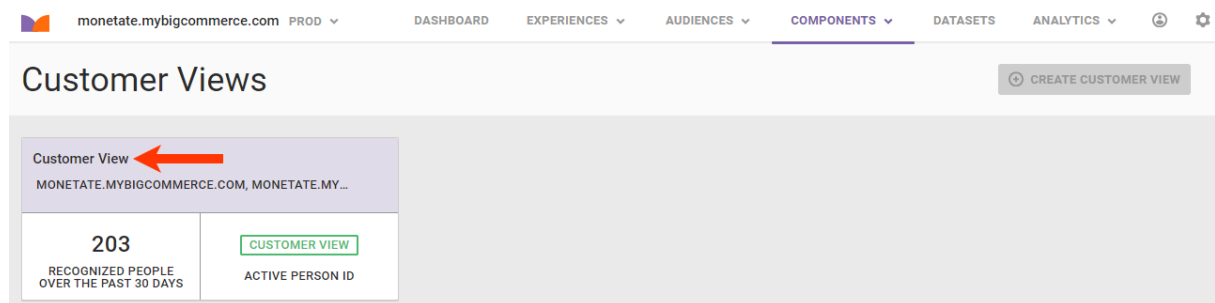 monetate.mybigcommerce.com PROD
DASHBOARD
EXPERIENCES
AUDIENCES
COMPONENTS
DATASETS
ANALYTICS
Customer Views
CREATE CUSTOMER VIEW
Customer View
MONETATE.MYBIGCOMMERCE.COM, MONETATE.MY...
203
RECOGNIZED PEOPLE
OVER THE PAST 30 DAYS
CUSTOMER VIEW
ACTIVE PERSON ID